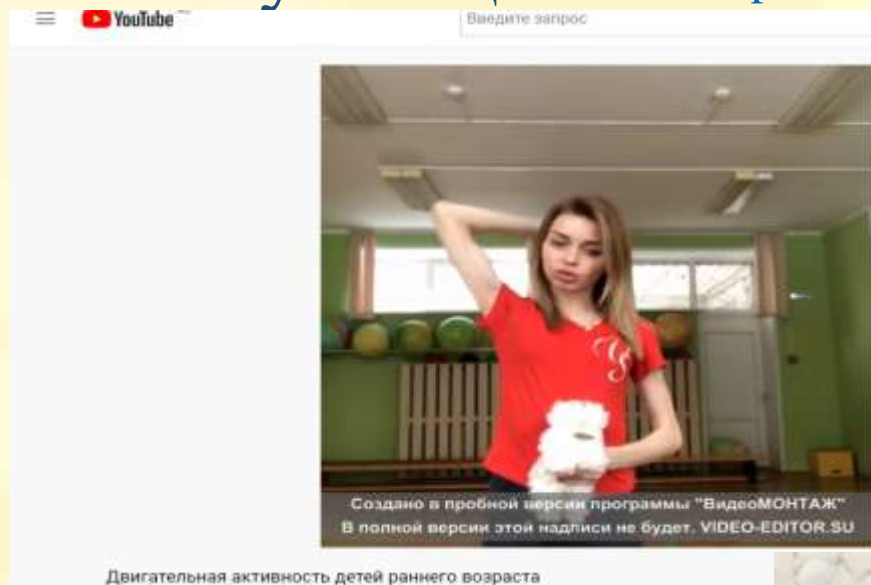 YouTube
Введите запрос
Создано в пробной версии программы "ВидеоМОНТАЖ"
В полной версии этой надписи не будет. VIDEO-EDITOR.SU
Двигательная активность детей раннего возраста